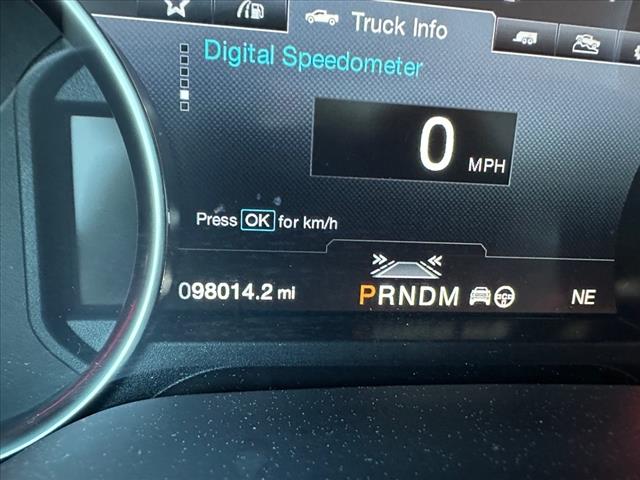 Truck Info
Digital Speedometer
0 MPH
Press OK for km/h
098014.2 mi PRNDM NE